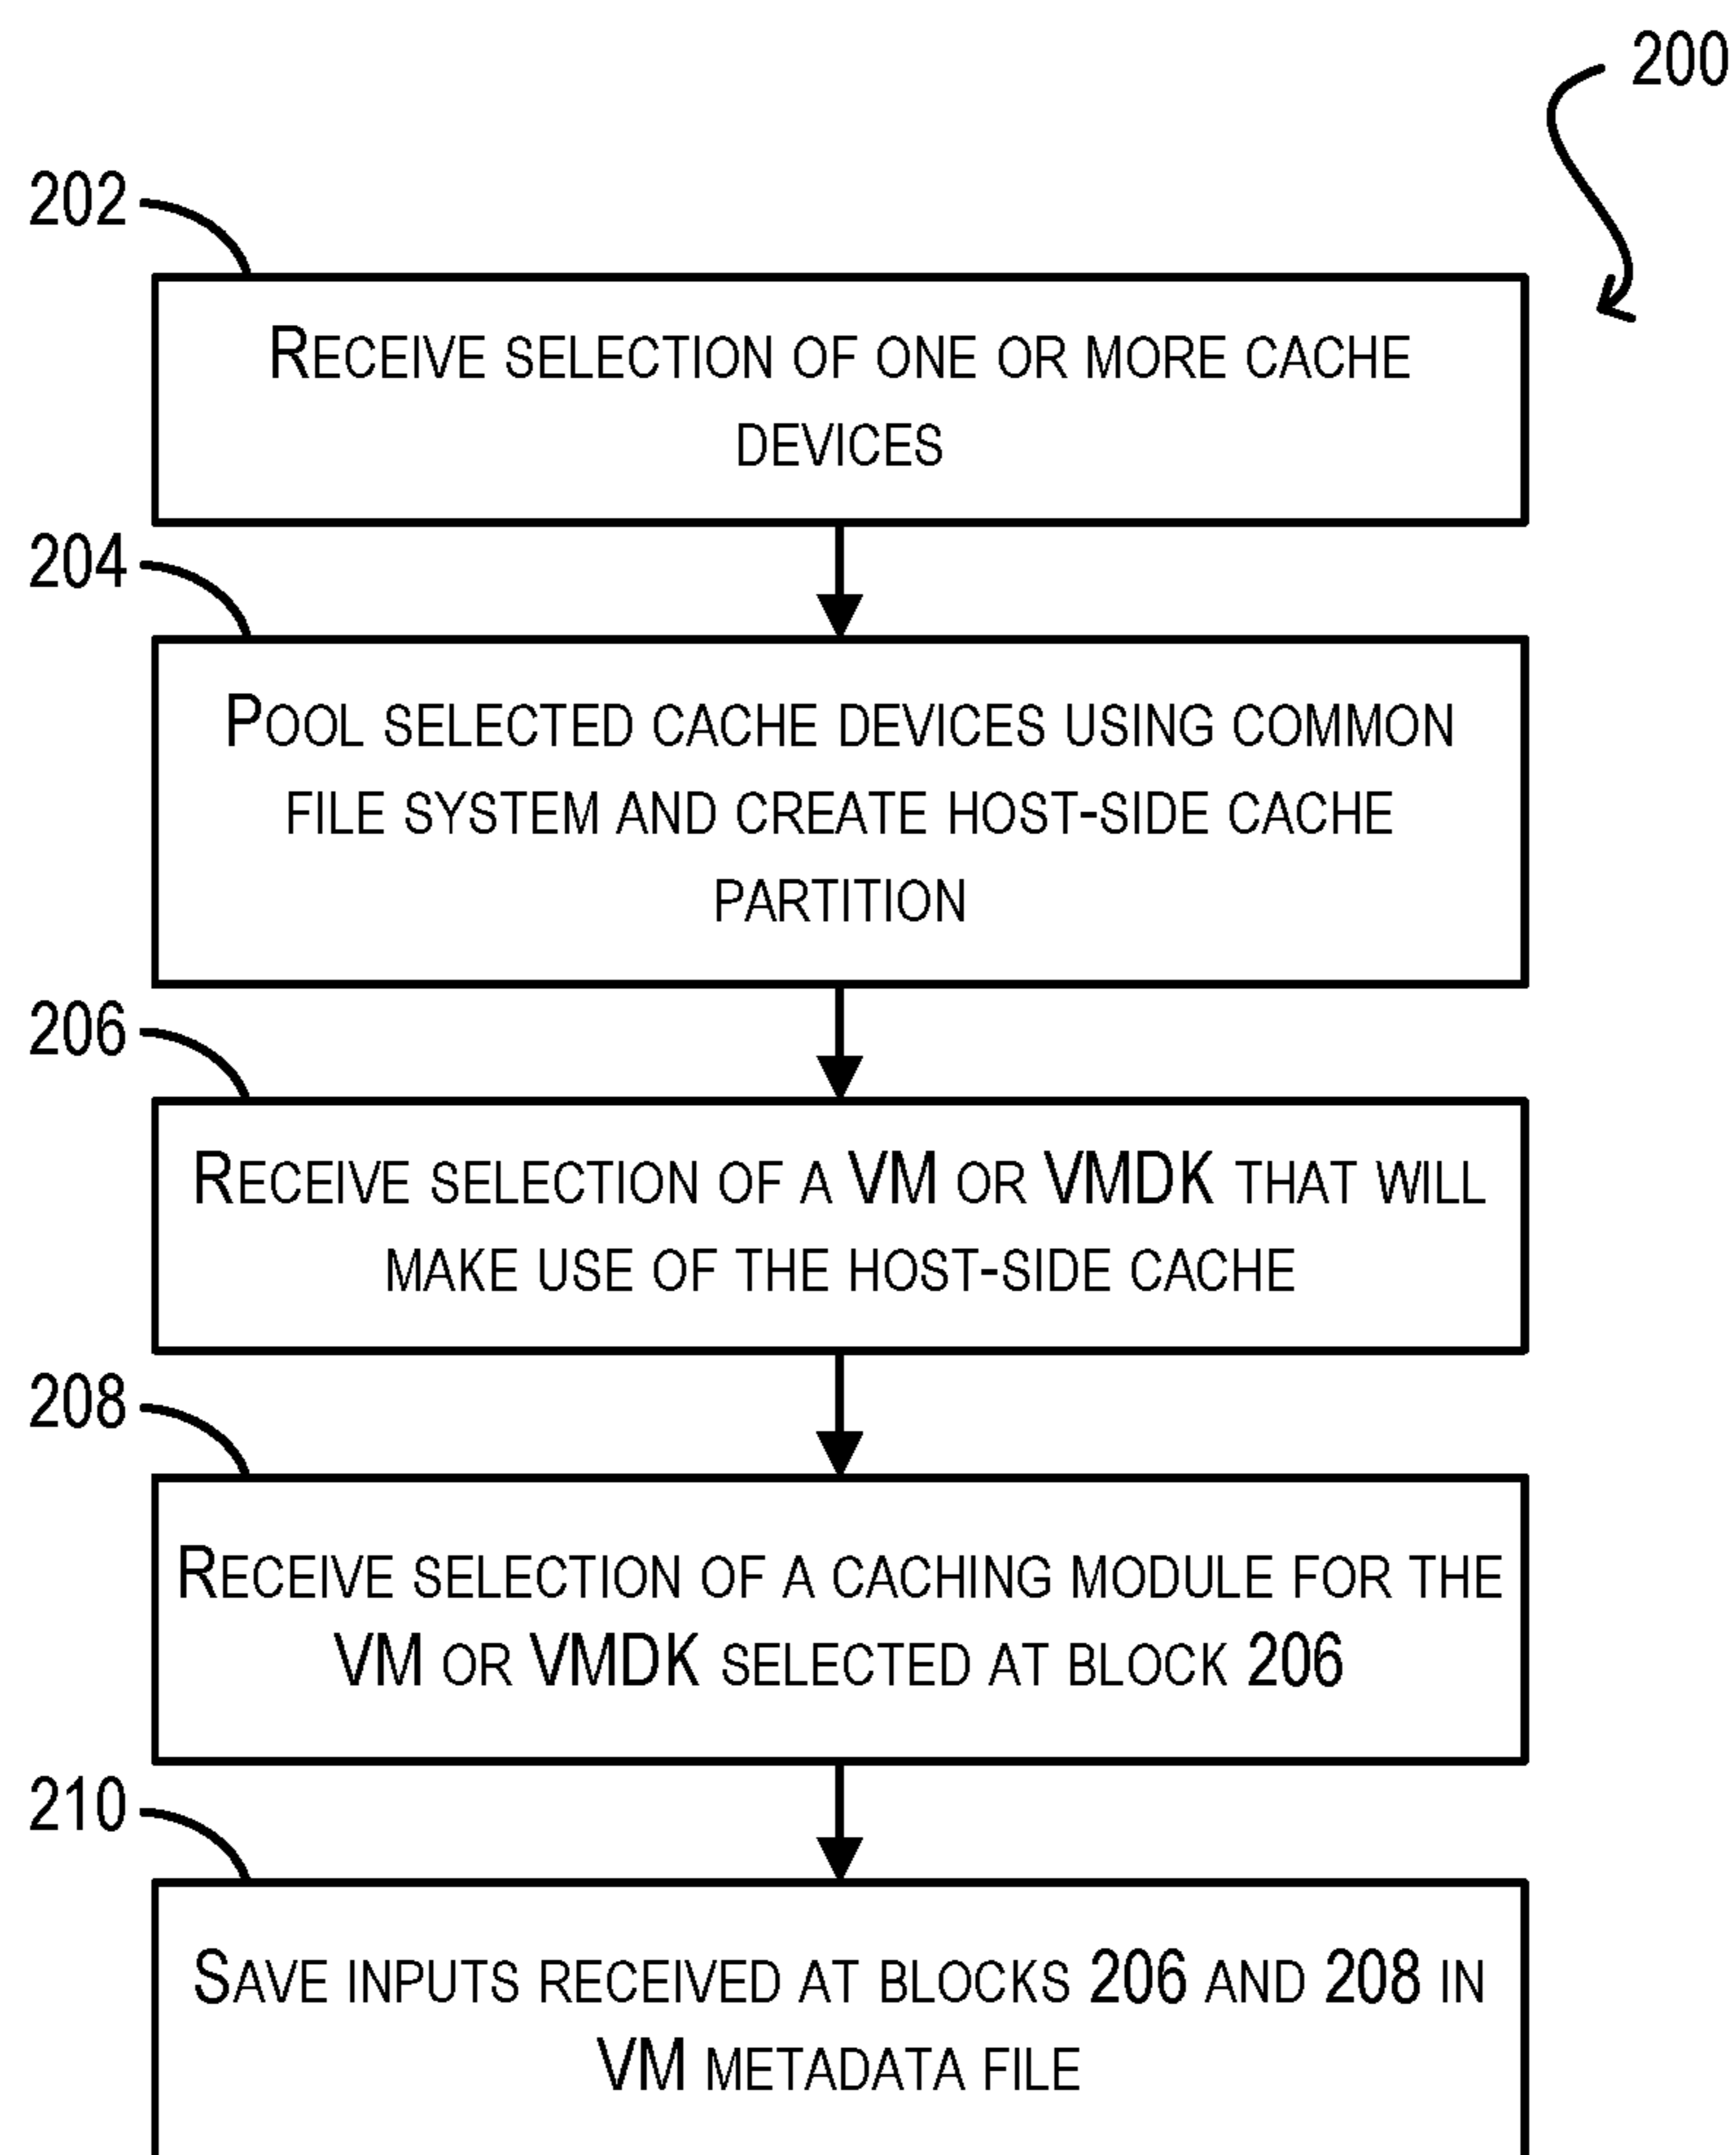 200
202
RECEIVE SELECTION OF ONE OR MORE CACHE
DEVICES
204
POOL SELECTED CACHE DEVICES USING COMMON
FILE SYSTEM AND CREATE HOST-SIDE CACHE
PARTITION
206
RECEIVE SELECTION OF A VM OR VMDK THAT WILL
MAKE USE OF THE HOST-SIDE CACHE
208
RECEIVE SELECTION OF A CACHING MODULE FOR THE
VM OR VMDK SELECTED AT BLOCK 206
210
SAVE INPUTS RECEIVED AT BLOCKS 206 AND 208 IN
VM METADATA FILE